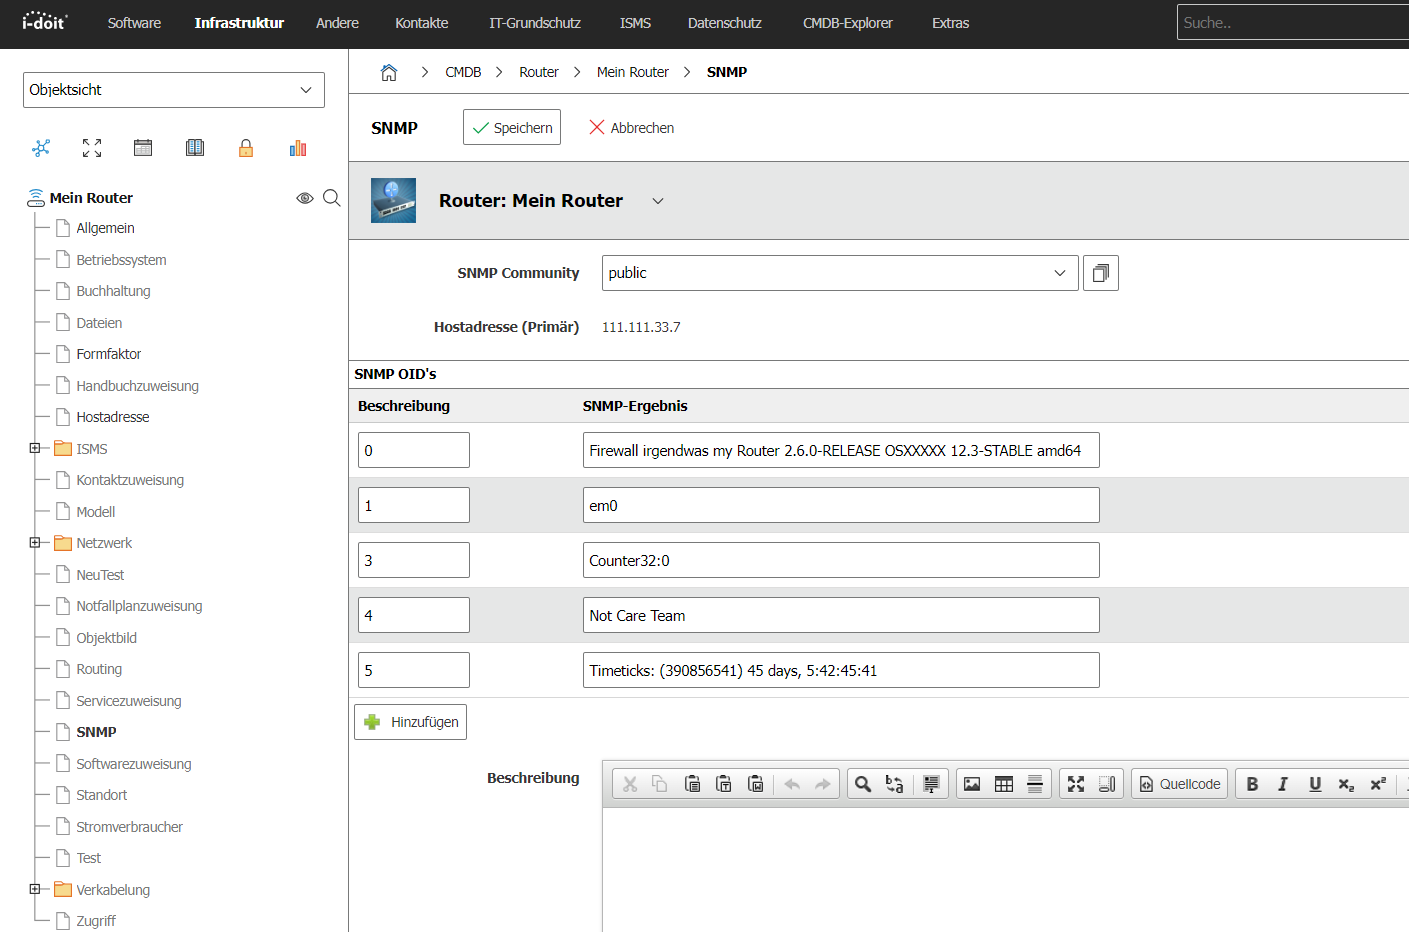 i-doit Software Infrastruktur Andere Kontakte IT-Grundschutz ISMS Datenschutz CMDB-Explorer Extras Suche..
Objektsicht
Mein Router
Allgemein
Betriebssystem
Buchhaltung
Dateien
Formfaktor
Handbuchzuweisung
Hostadresse
ISMS
Kontaktzuweisung
Modell
Netzwerk
NeuTest
Notfallplanzuweisung
Objektbild
Routing
Servicezuweisung
SNMP
Softwarezuweisung
Standort
Stromverbraucher
Test
Verkabelung
Zugriff
CMDB Router Mein Router SNMP
SNMP Speichern Abbrechen
Router: Mein Router
SNMP Community public
Hostadresse (Primär) 111.111.33.7
SNMP OID's
Beschreibung SNMP-Ergebnis
0 Firewall irgendwas my Router 2.6.0-RELEASE OSXXXXX 12.3-STABLE amd64
1 em0
3 Counter32:0
4 Not Care Team
5 Timeticks: (390856541) 45 days, 5:42:45:41
Hinzufügen
Beschreibung Quellcode B I U x₂ x²